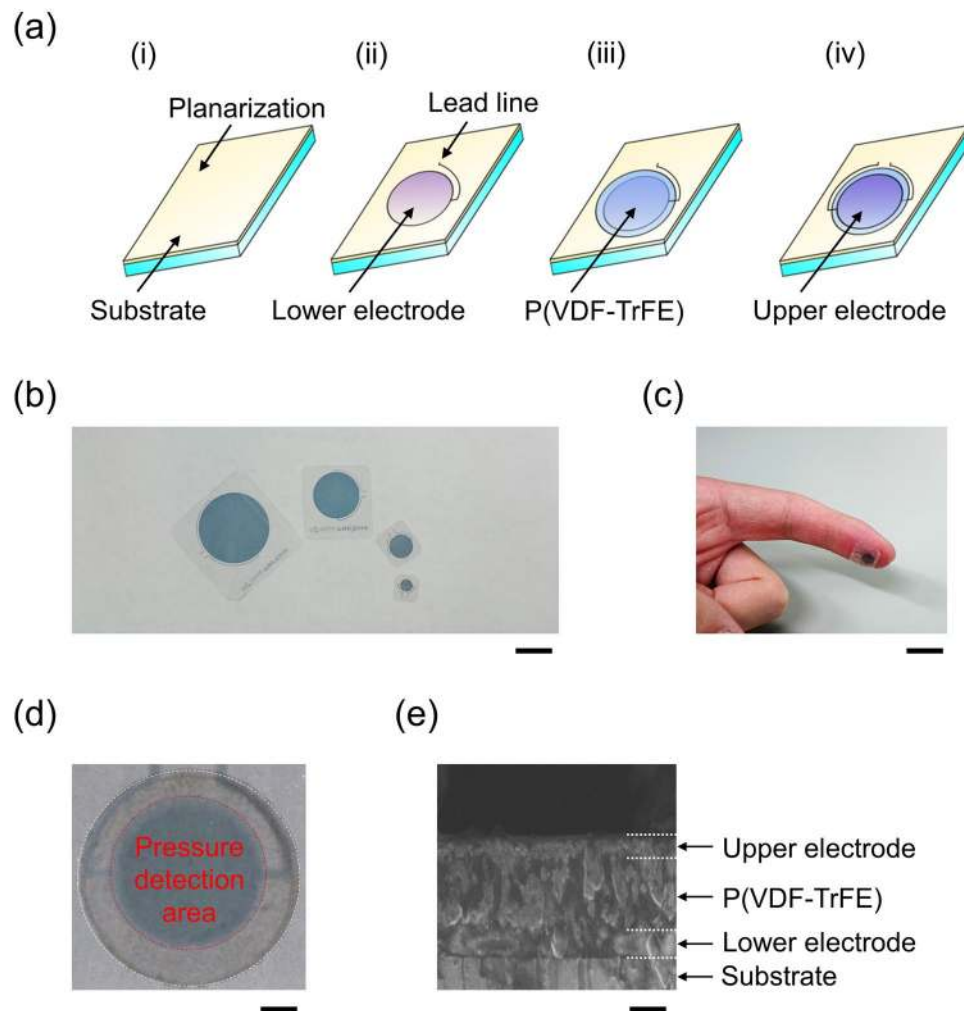 (a)
(i) (ii) (iii) (iv)
Planarization
Lead line
Substrate
Lower electrode
P(VDF-TrFE)
Upper electrode
(b)
(c)
(d)
(e)
Pressure
detection
area
Upper electrode
P(VDF-TrFE)
Lower electrode
Substrate